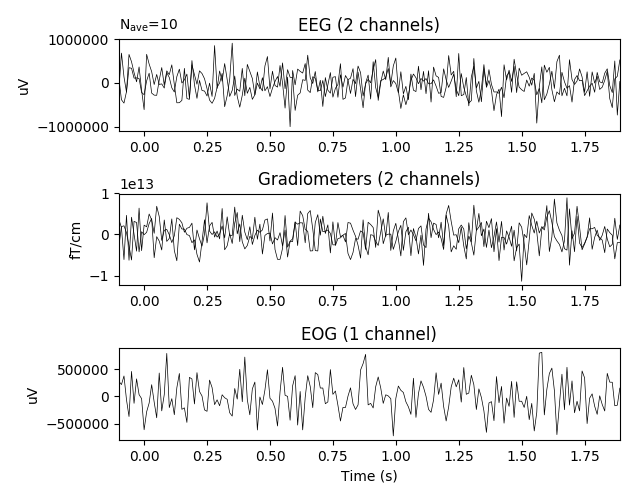 N_ave=10
EEG (2 channels)
1000000
0
−1000000
uV
0.00 0.25 0.50 0.75 1.00 1.25 1.50 1.75
1e13
Gradiometers (2 channels)
1
0
−1
fT/cm
0.00 0.25 0.50 0.75 1.00 1.25 1.50 1.75
EOG (1 channel)
500000
0
−500000
uV
0.00 0.25 0.50 0.75 1.00 1.25 1.50 1.75
Time (s)